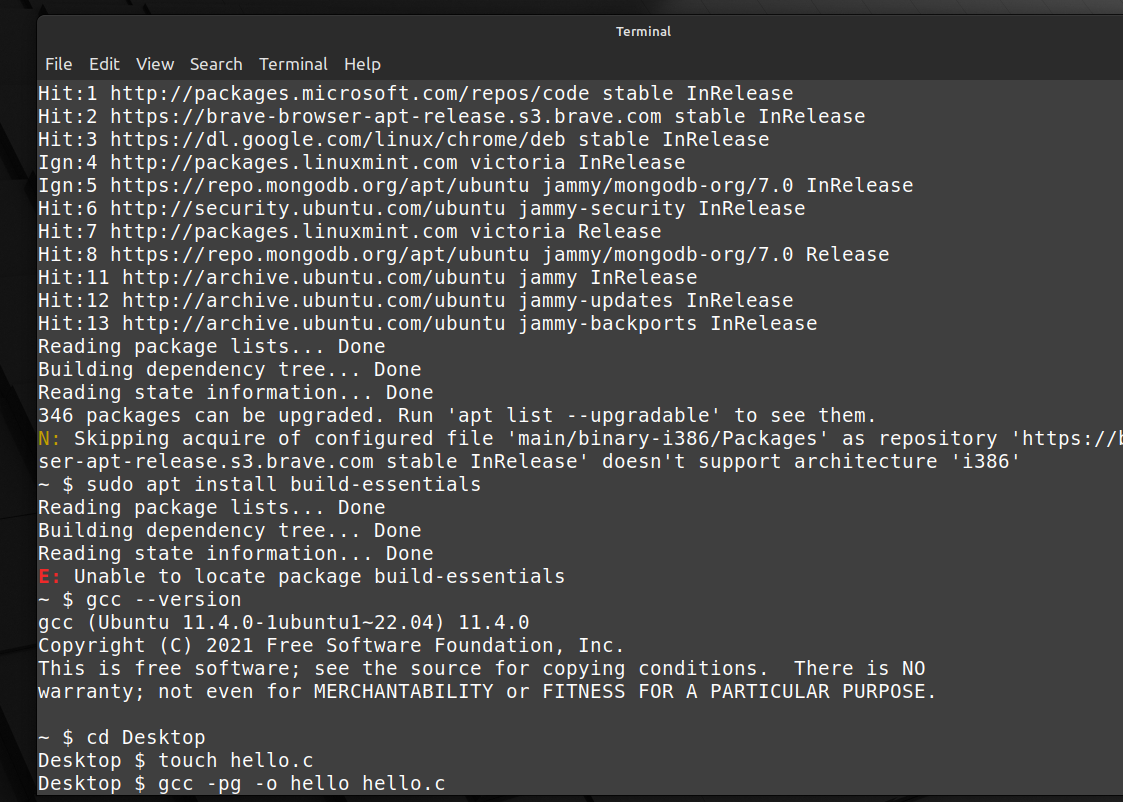 Terminal
File Edit View Search Terminal Help
Hit:1 http://packages.microsoft.com/repos/code stable InRelease
Hit:2 https://brave-browser-apt-release.s3.brave.com stable InRelease
Hit:3 https://dl.google.com/linux/chrome/deb stable InRelease
Ign:4 http://packages.linuxmint.com victoria InRelease
Ign:5 https://repo.mongodb.org/apt/ubuntu jammy/mongodb-org/7.0 InRelease
Hit:6 http://security.ubuntu.com/ubuntu jammy-security InRelease
Hit:7 http://packages.linuxmint.com victoria Release
Hit:8 https://repo.mongodb.org/apt/ubuntu jammy/mongodb-org/7.0 Release
Hit:11 http://archive.ubuntu.com/ubuntu jammy InRelease
Hit:12 http://archive.ubuntu.com/ubuntu jammy-updates InRelease
Hit:13 http://archive.ubuntu.com/ubuntu jammy-backports InRelease
Reading package lists... Done
Building dependency tree... Done
Reading state information... Done
346 packages can be upgraded. Run 'apt list --upgradable' to see them.
N: Skipping acquire of configured file 'main/binary-i386/Packages' as repository 'https://b
ser-apt-release.s3.brave.com stable InRelease' doesn't support architecture 'i386'
~ $ sudo apt install build-essentials
Reading package lists... Done
Building dependency tree... Done
Reading state information... Done
E: Unable to locate package build-essentials
~ $ gcc --version
gcc (Ubuntu 11.4.0-1ubuntu1~22.04) 11.4.0
Copyright (C) 2021 Free Software Foundation, Inc.
This is free software; see the source for copying conditions.  There is NO
warranty; not even for MERCHANTABILITY or FITNESS FOR A PARTICULAR PURPOSE.
~ $ cd Desktop
Desktop $ touch hello.c
Desktop $ gcc -pg -o hello hello.c